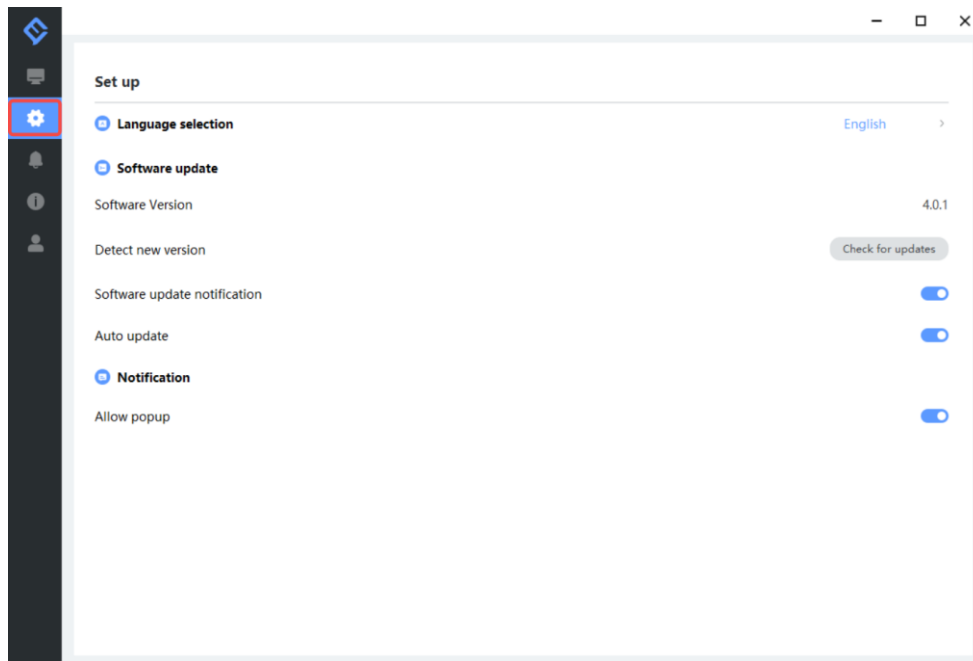 Set up
Language selection English
Software update
Software Version 4.0.1
Detect new version Check for updates
Software update notification
Auto update
Notification
Allow popup